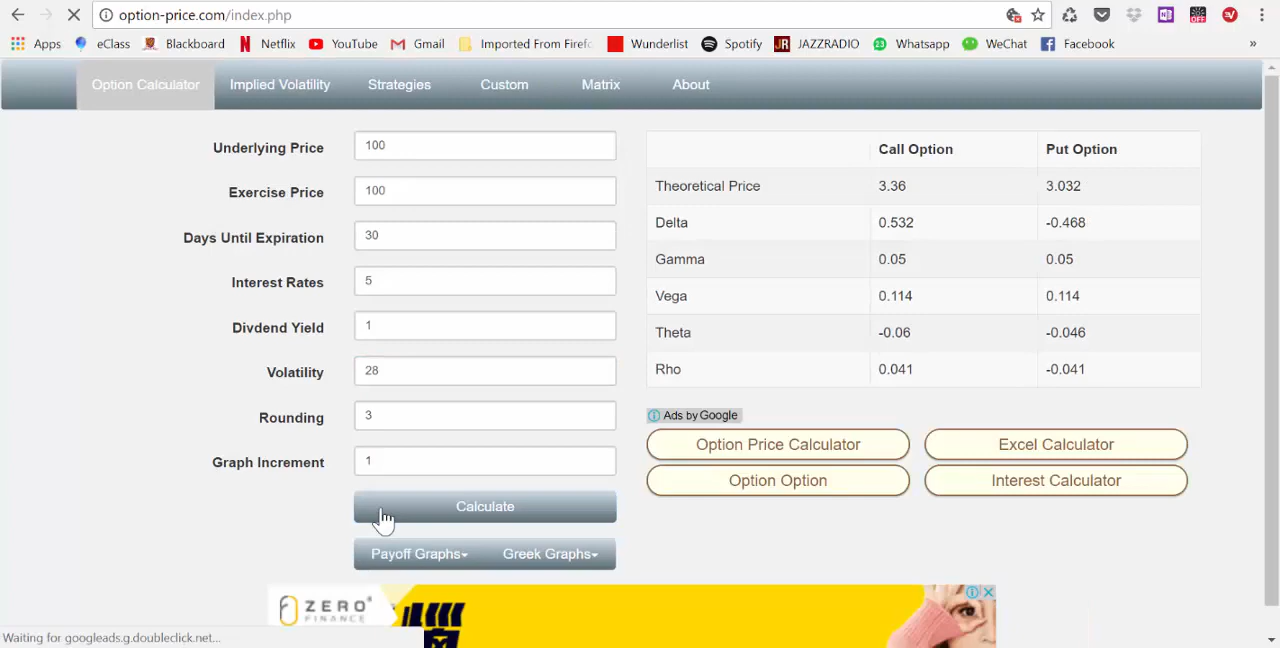 option-price.com/index.php
Apps eClass Blackboard Netflix YouTube Gmail Imported From Firefo Wunderlist Spotify JAZZRADIO Whatsapp WeChat Facebook »
Option Calculator Implied Volatility Strategies Custom Matrix About
Underlying Price 100
Exercise Price 100
Days Until Expiration 30
Interest Rates 5
Divdend Yield 1
Volatility 28
Rounding 3
Graph Increment 1
Calculate
Payoff Graphs Greek Graphs
Call Option Put Option
Theoretical Price 3.36 3.032
Delta 0.532 -0.468
Gamma 0.05 0.05
Vega 0.114 0.114
Theta -0.06 -0.046
Rho 0.041 -0.041
Ads by Google
Option Price Calculator Excel Calculator
Option Option Interest Calculator
ZERO
FINANCE
Waiting for googleads.g.doubleclick.net...